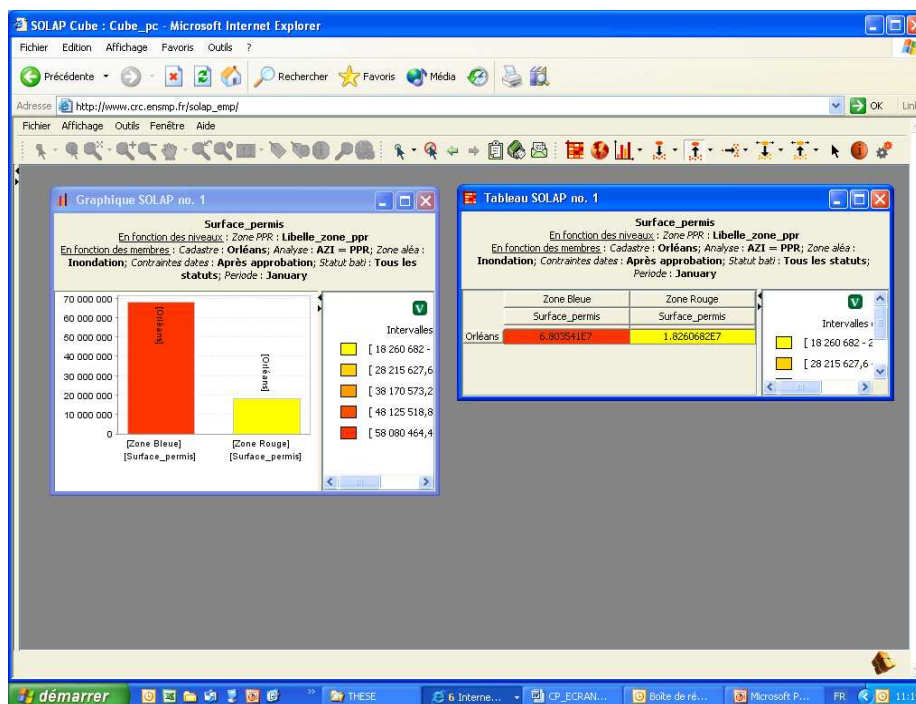 SOLAP Cube : Cube_pc - Microsoft Internet Explorer
Fichier Edition Affichage Favoris Outils ?
Précédente Rechercher Favoris Média
Adresse http://www.crc.ensmp.fr/solap_emp/ OK
Fichier Affichage Outils Fenêtre Aide
Graphique SOLAP no. 1
Surface_permis
En fonction des niveaux : Zone PPR : Libelle_zone_ppr
En fonction des membres : Cadastre : Orléans; Analyse : AZI = PPR; Zone aléa :
Inondation; Contraintes dates : Après approbation; Statut bati : Tous les
statuts; Periode : January
70 000 000
60 000 000
50 000 000
40 000 000
30 000 000
20 000 000
10 000 000
0
[Orléans]
[Orléans]
[Zone Bleue] [Zone Rouge]
[Surface_permis] [Surface_permis]
V
Intervalles
[ 18 260 682 -
[ 28 215 627,6
[ 38 170 573,2
[ 48 125 518,8
[ 58 080 464,4
Tableau SOLAP no. 1
Surface_permis
En fonction des niveaux : Zone PPR : Libelle_zone_ppr
En fonction des membres : Cadastre : Orléans; Analyse : AZI = PPR; Zone aléa :
Inondation; Contraintes dates : Après approbation; Statut bati : Tous les statuts;
Periode : January
Zone Bleue Zone Rouge
Surface_permis Surface_permis
Orléans 6.803541E7 1.8260682E7
V
Intervalles
[ 18 260 682 - 2
[ 28 215 627,6 -
démarrer » THESE 6 Interne... CP_ECRAN... Boîte de ré... Microsoft P... FR